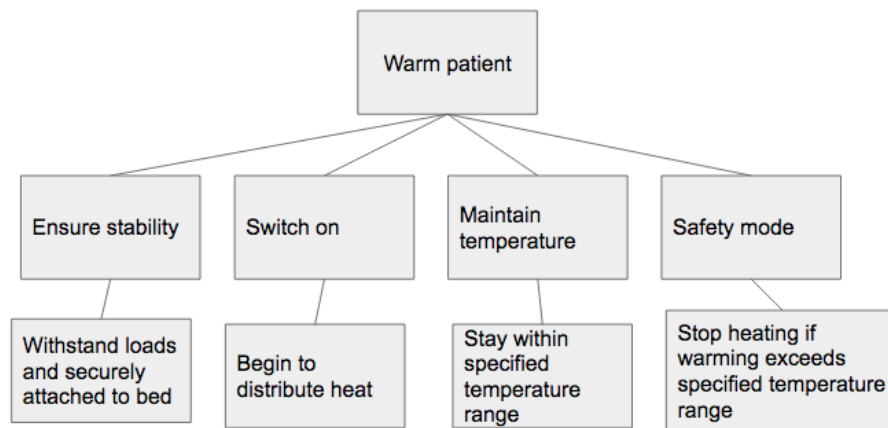 Warm patient
Ensure stability
Switch on
Maintain
temperature
Safety mode
Withstand loads
and securely
attached to bed
Begin to
distribute heat
Stay within
specified
temperature
range
Stop heating if
warming exceeds
specified temperature
range